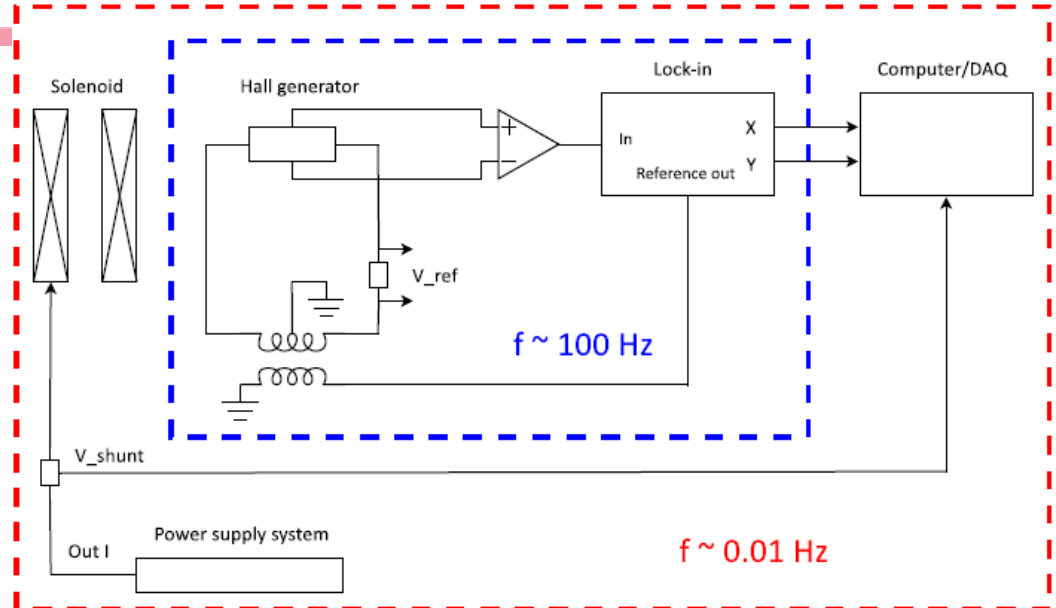 Solenoid
Hall generator
Lock-in
Computer/DAQ
+
−
In
X
Y
Reference out
V_ref
f ~ 100 Hz
V_shunt
Power supply system
Out I
f ~ 0.01 Hz